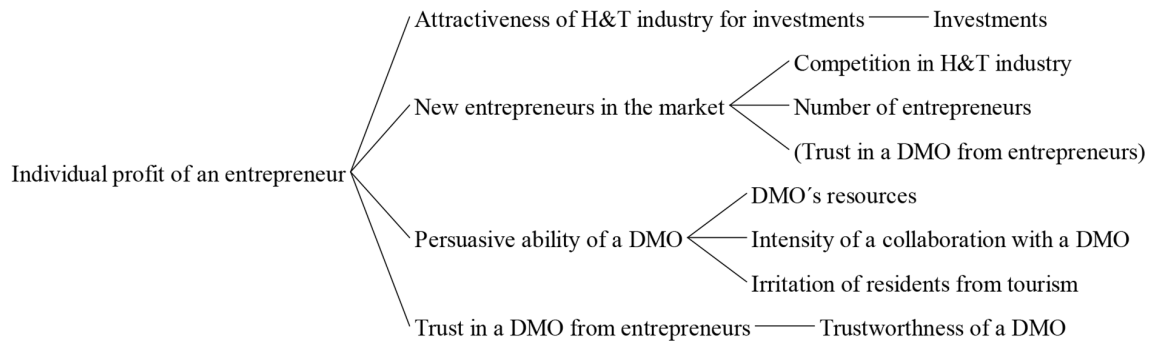 Attractiveness of H&T industry for investments
Investments
Competition in H&T industry
New entrepreneurs in the market
Number of entrepreneurs
(Trust in a DMO from entrepreneurs)
Individual profit of an entrepreneur
DMO´s resources
Persuasive ability of a DMO
Intensity of a collaboration with a DMO
Irritation of residents from tourism
Trust in a DMO from entrepreneurs
Trustworthness of a DMO